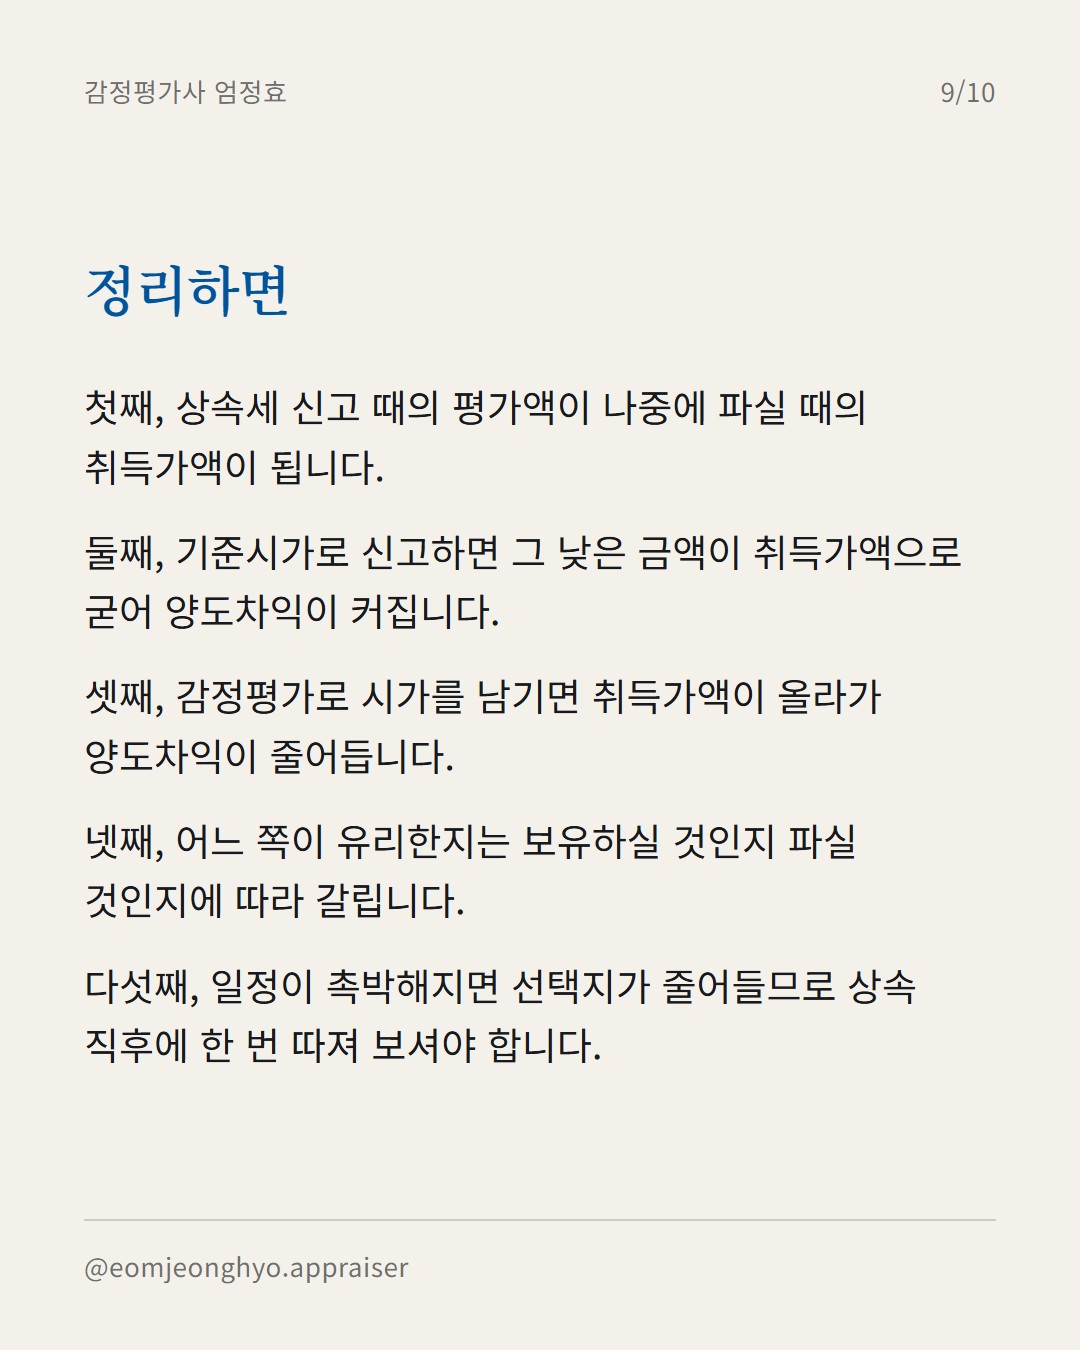 감정평가사 엄정효
9/10
정리하면
첫째, 상속세 신고 때의 평가액이 나중에 파실 때의
취득가액이 됩니다.
둘째, 기준시가로 신고하면 그 낮은 금액이 취득가액으로
굳어 양도차익이 커집니다.
셋째, 감정평가로 시가를 남기면 취득가액이 올라가
양도차익이 줄어듭니다.
넷째, 어느 쪽이 유리한지는 보유하실 것인지 파실
것인지에 따라 갈립니다.
다섯째, 일정이 촉박해지면 선택지가 줄어들므로 상속
직후에 한 번 따져 보셔야 합니다.
@eomjeonghyo.appraiser